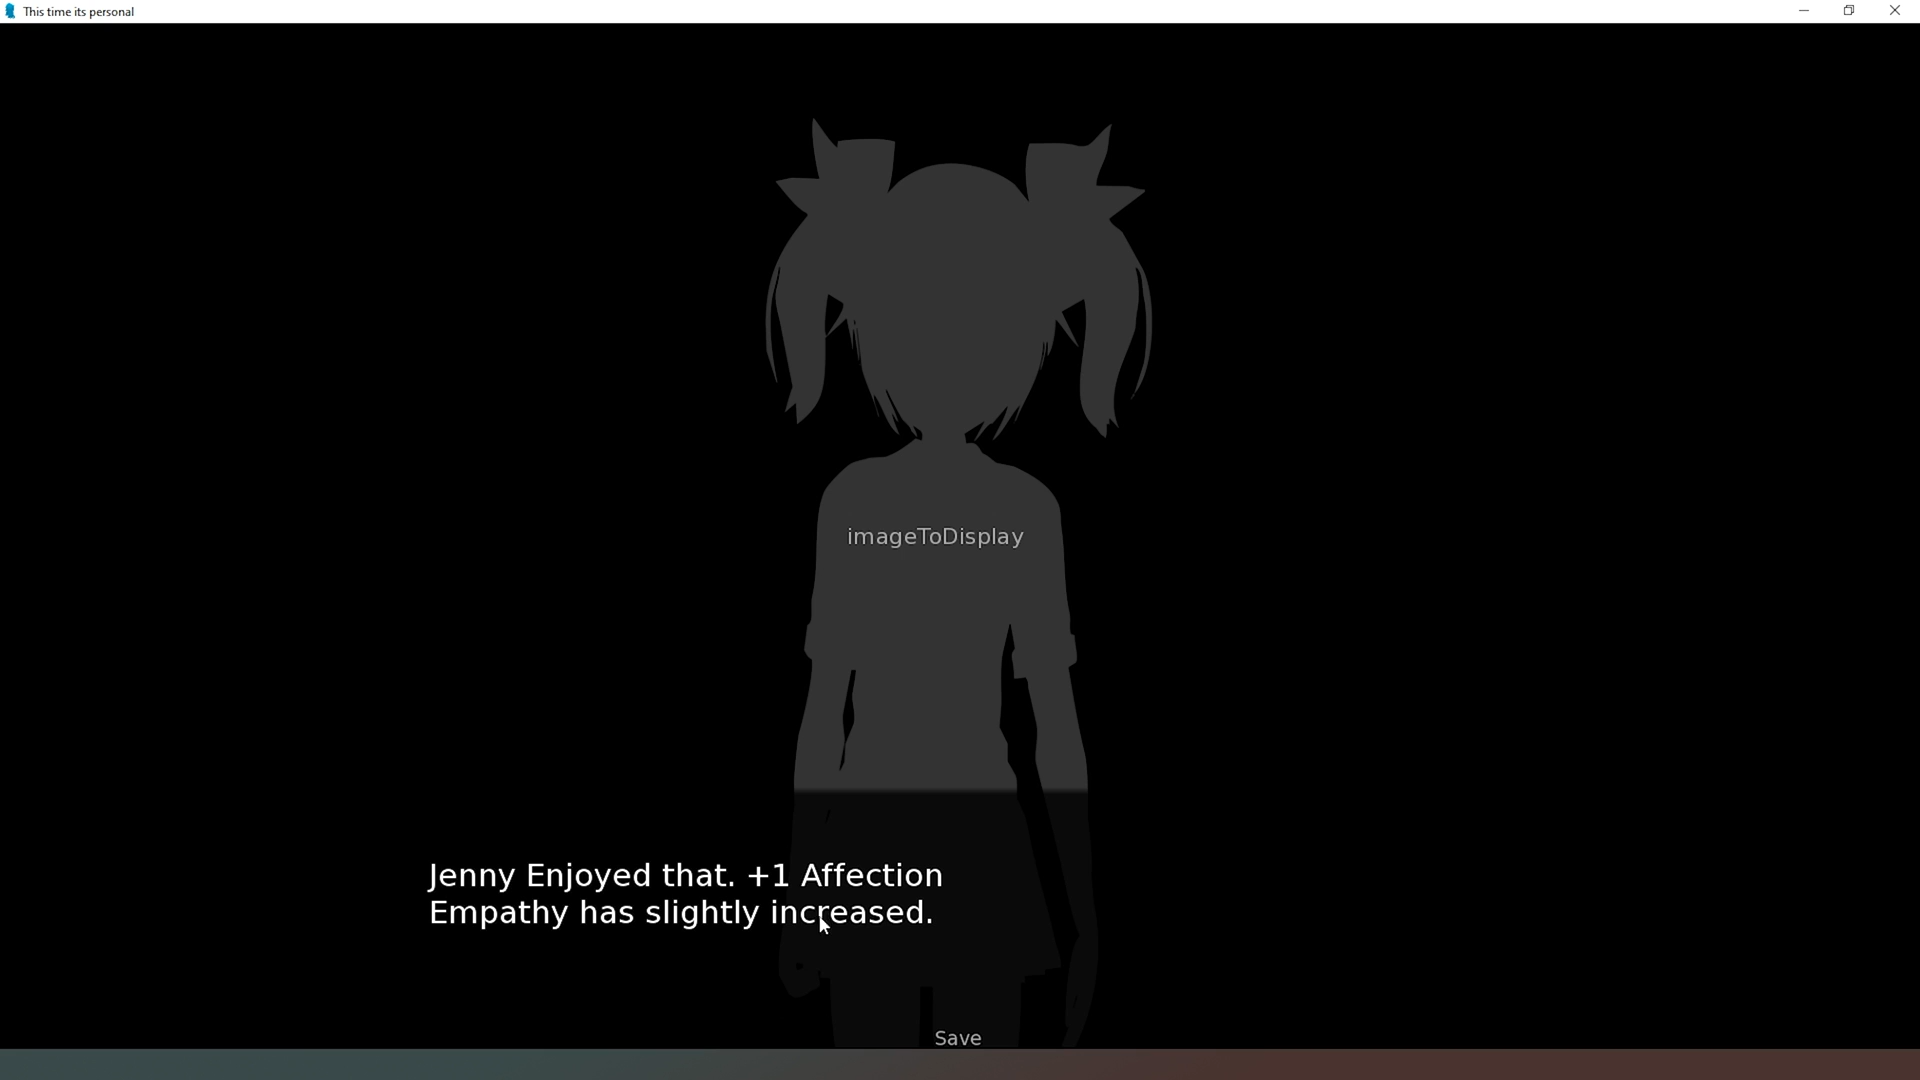 This time its personal
imageToDisplay
Jenny Enjoyed that. +1 Affection
Empathy has slightly increased.
Save